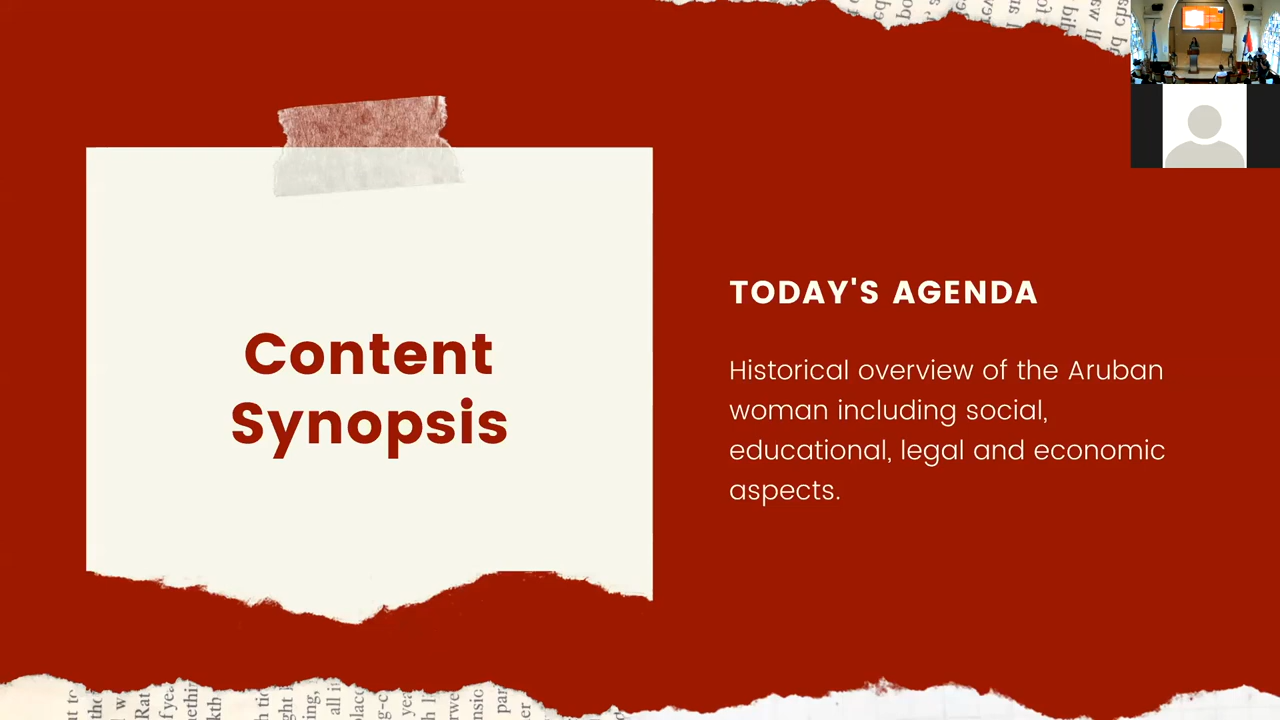 Content
Synopsis
TODAY'S AGENDA
Historical overview of the Aruban
woman including social,
educational, legal and economic
aspects.